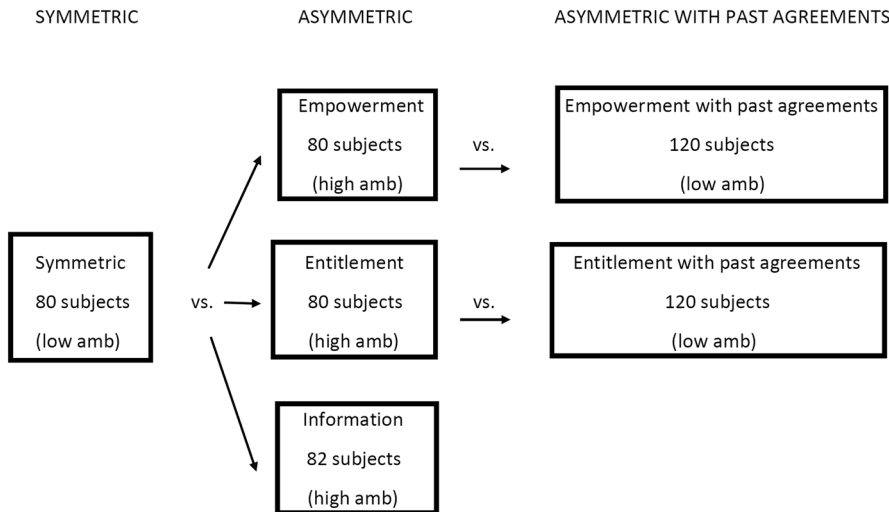 SYMMETRIC
ASYMMETRIC
ASYMMETRIC WITH PAST AGREEMENTS
Empowerment
80 subjects
(high amb)
vs.
Empowerment with past agreements
120 subjects
(low amb)
Symmetric
80 subjects
(low amb)
vs.
Entitlement
80 subjects
(high amb)
vs.
Entitlement with past agreements
120 subjects
(low amb)
Information
82 subjects
(high amb)